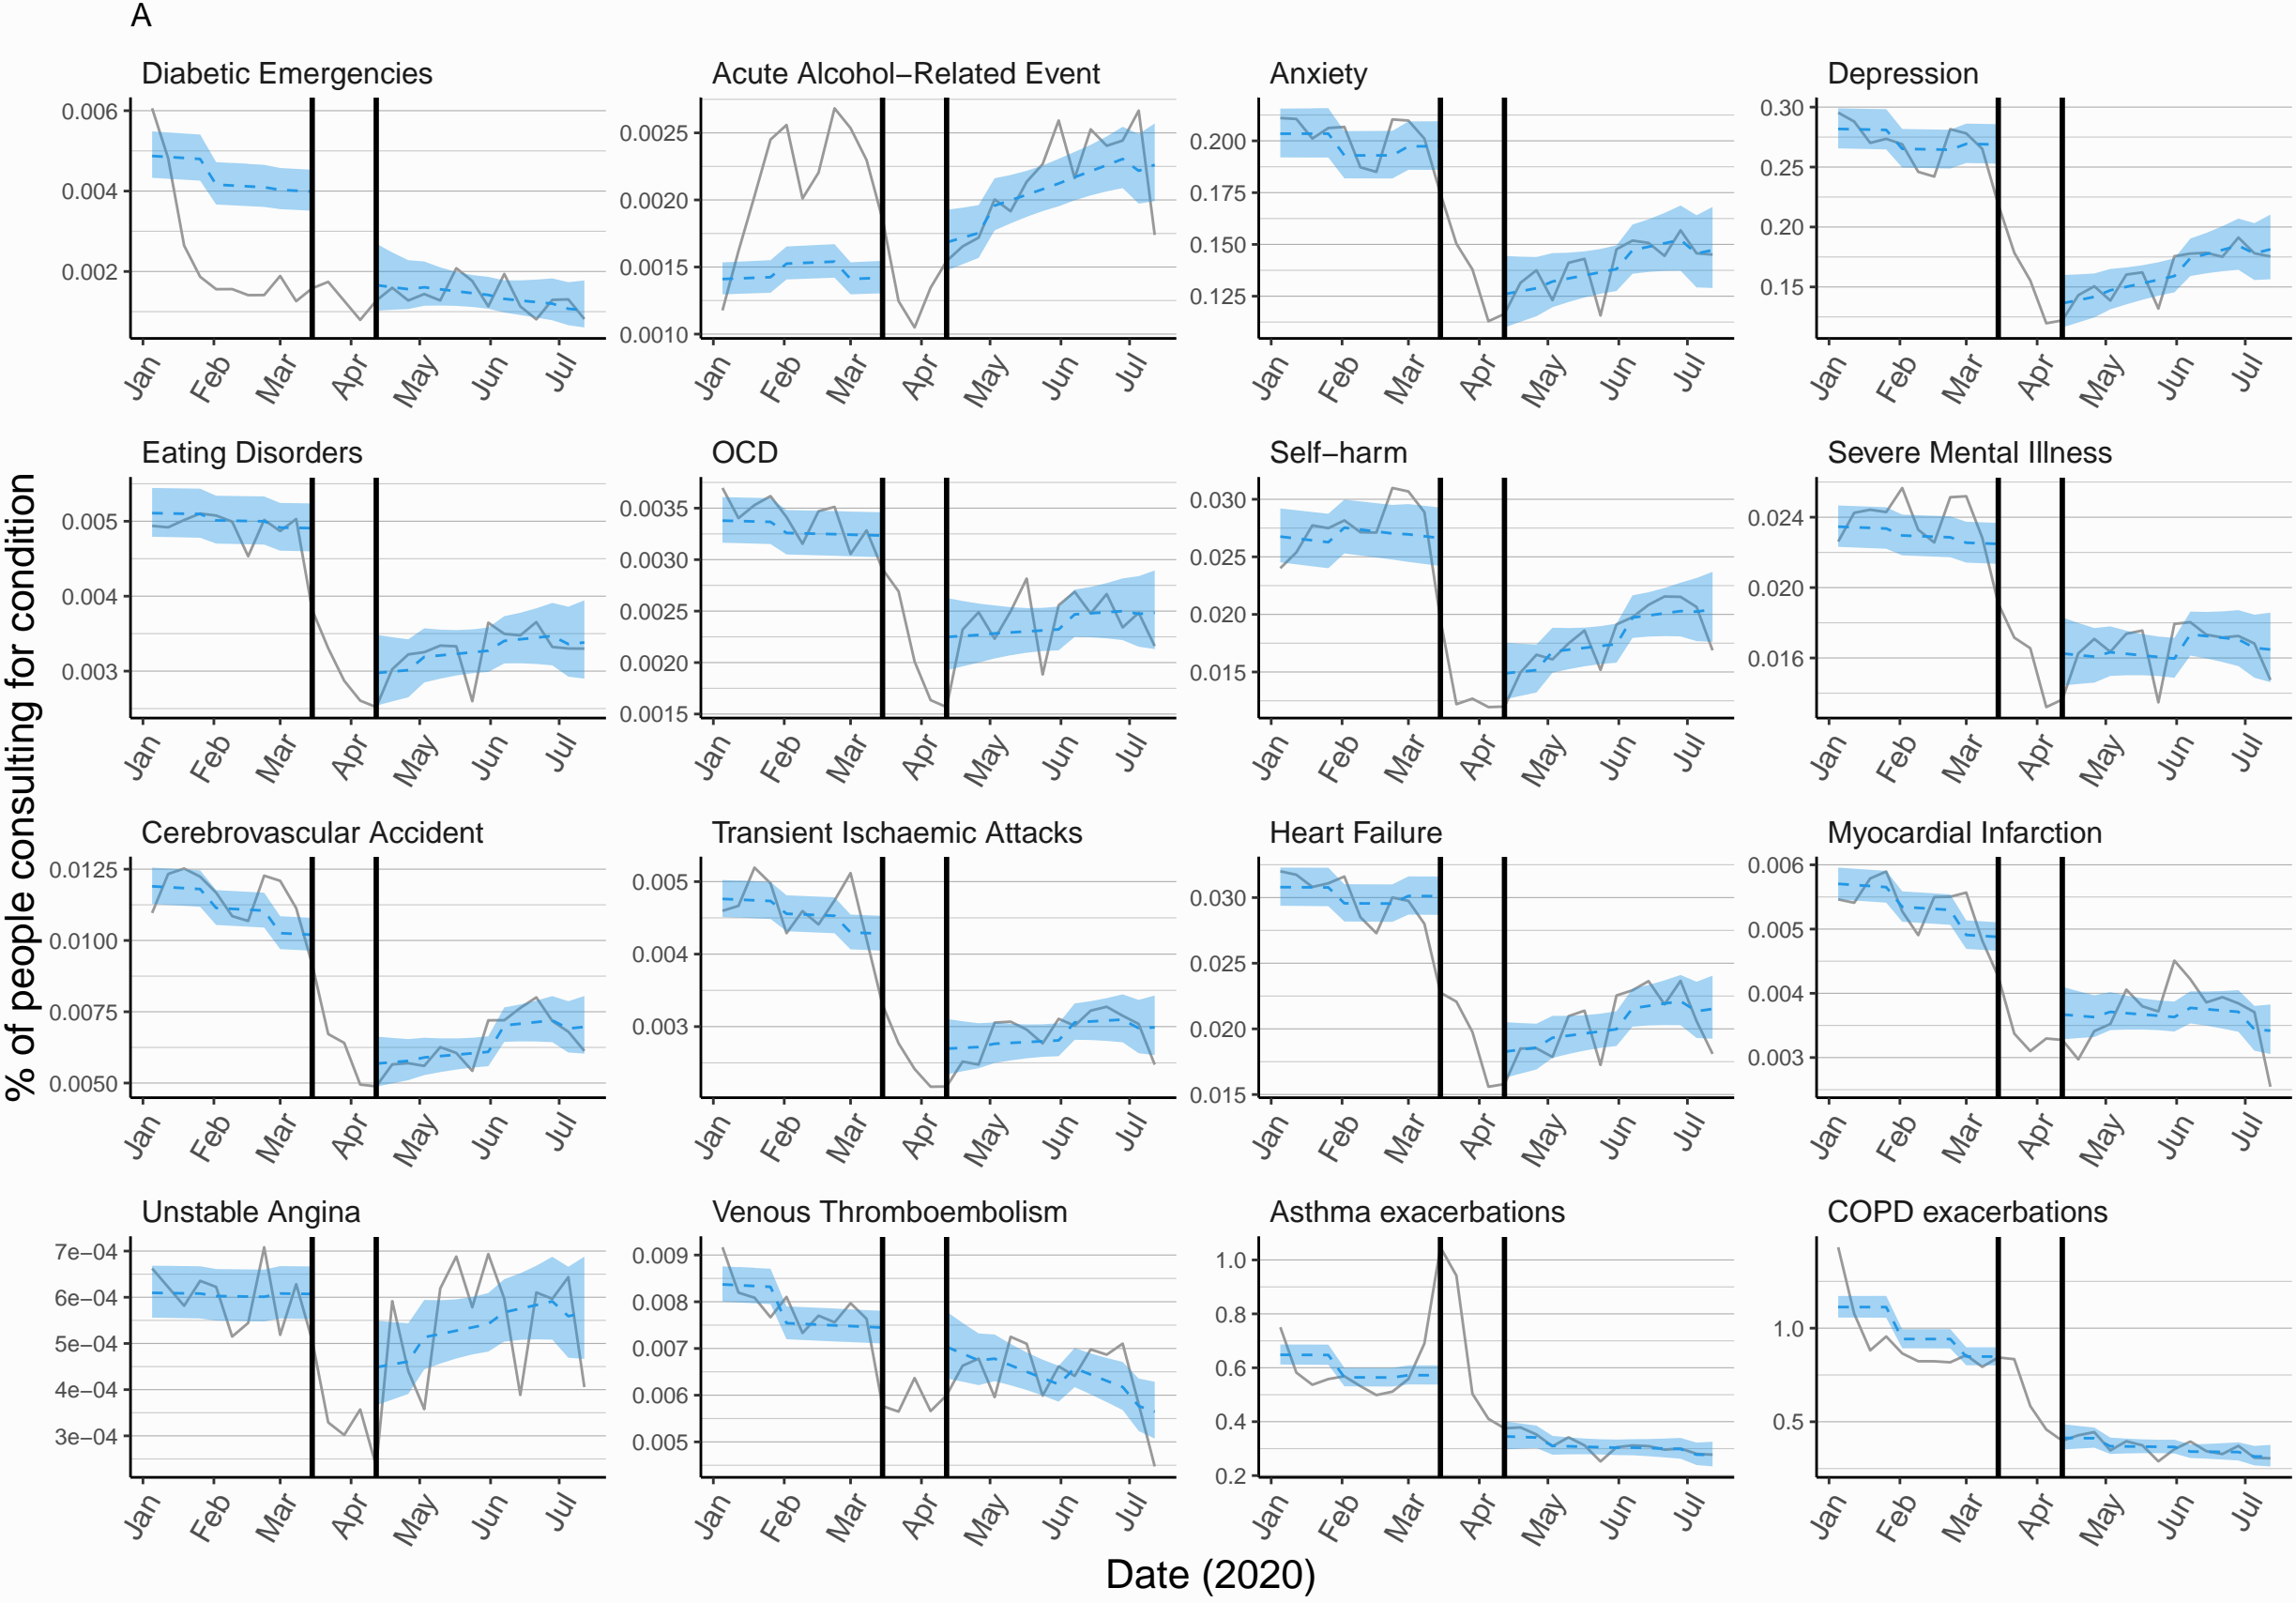 A
Diabetic Emergencies
Acute Alcohol−Related Event
Anxiety
Depression
0.006
0.004
0.002
0.0025
0.0020
0.0015
0.0010
0.200
0.175
0.150
0.125
0.30
0.25
0.20
0.15
Jan Feb Mar Apr May Jun Jul
Jan Feb Mar Apr May Jun Jul
Jan Feb Mar Apr May Jun Jul
Jan Feb Mar Apr May Jun Jul
Eating Disorders
OCD
Self−harm
Severe Mental Illness
0.005
0.004
0.003
0.0035
0.0030
0.0025
0.0020
0.0015
0.030
0.025
0.020
0.015
0.024
0.020
0.016
Jan Feb Mar Apr May Jun Jul
Jan Feb Mar Apr May Jun Jul
Jan Feb Mar Apr May Jun Jul
Jan Feb Mar Apr May Jun Jul
% of people consulting for condition
Cerebrovascular Accident
Transient Ischaemic Attacks
Heart Failure
Myocardial Infarction
0.0125
0.0100
0.0075
0.0050
0.005
0.004
0.003
0.030
0.025
0.020
0.015
0.006
0.005
0.004
0.003
Jan Feb Mar Apr May Jun Jul
Jan Feb Mar Apr May Jun Jul
Jan Feb Mar Apr May Jun Jul
Jan Feb Mar Apr May Jun Jul
Unstable Angina
Venous Thromboembolism
Asthma exacerbations
COPD exacerbations
7e−04
6e−04
5e−04
4e−04
3e−04
0.009
0.008
0.007
0.006
0.005
1.0
0.8
0.6
0.4
0.2
1.0
0.5
Jan Feb Mar Apr May Jun Jul
Jan Feb Mar Apr May Jun Jul
Jan Feb Mar Apr May Jun Jul
Jan Feb Mar Apr May Jun Jul
Date (2020)